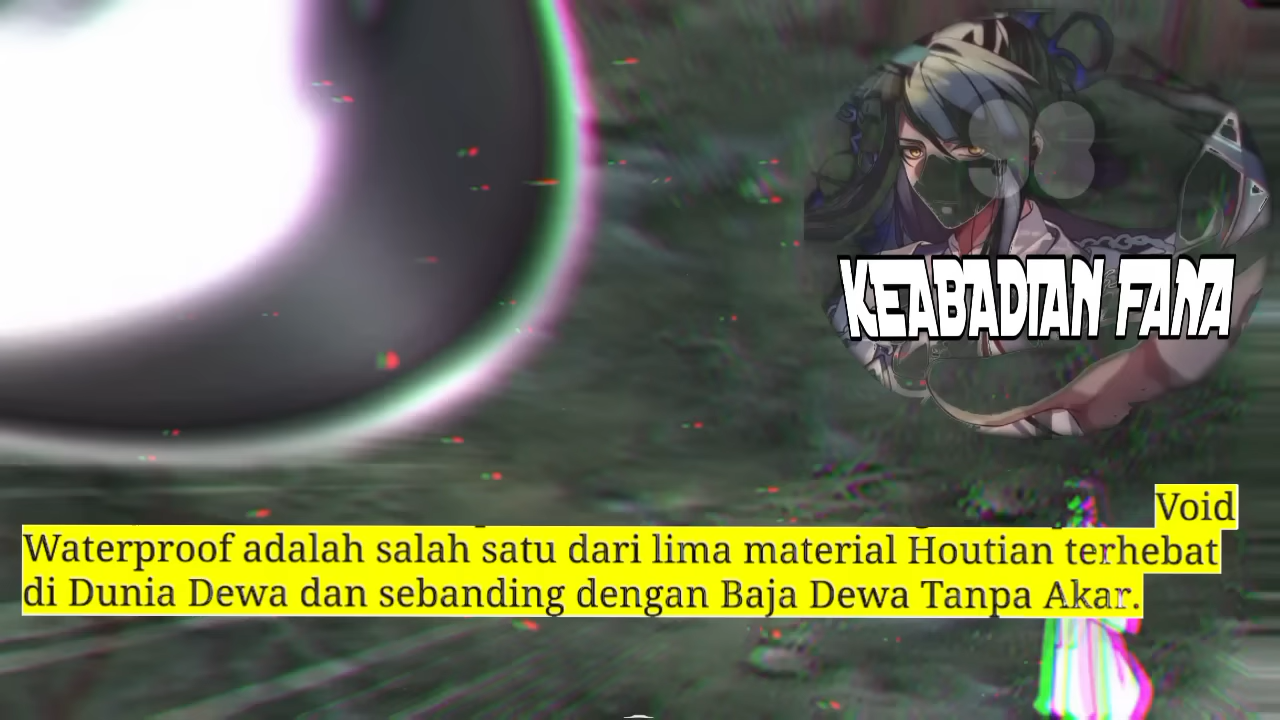 KEABADIAN FANA
Void
Waterproof adalah salah satu dari lima material Houtian terhebat
di Dunia Dewa dan sebanding dengan Baja Dewa Tanpa Akar.